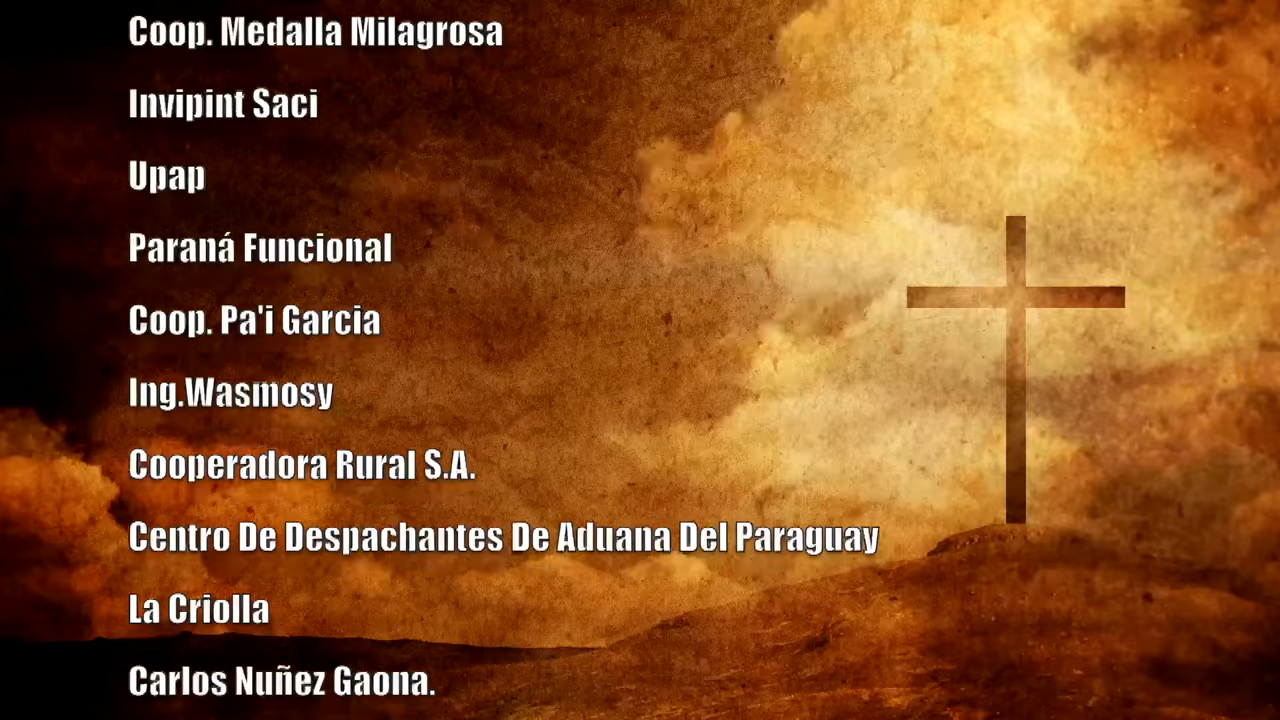 Coop. Medalla Milagrosa
Invipint Saci
Upap
Paraná Funcional
Coop. Pa'i Garcia
Ing.Wasmosy
Cooperadora Rural S.A.
Centro De Despachantes De Aduana Del Paraguay
La Criolla
Carlos Nuñez Gaona.